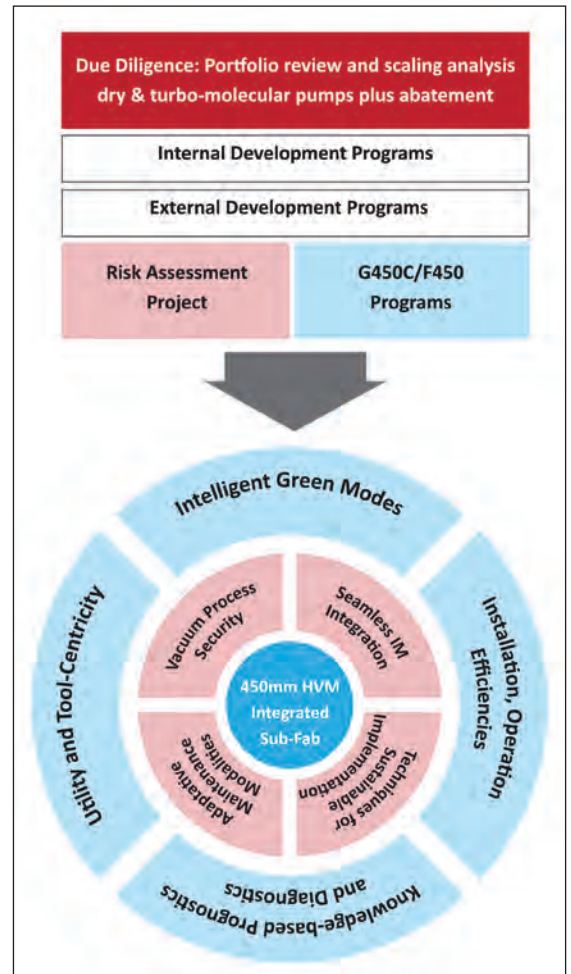 Due Diligence: Portfolio review and scaling analysis
dry & turbo-molecular pumps plus abatement
Internal Development Programs
External Development Programs
Risk Assessment
Project
G450C/F450
Programs
Intelligent Green Modes
Utility and Tool-Centricity
Installation, Operation
Efficiencies
Vacuum Process
Security
Seamless IM
Integration
450mm HVM
Integrated
Sub-Fab
Adaptative
Maintenance
Modalities
Techniques for
Sustainable
Implementation
Knowledge-based Prognostics
and Diagnostics